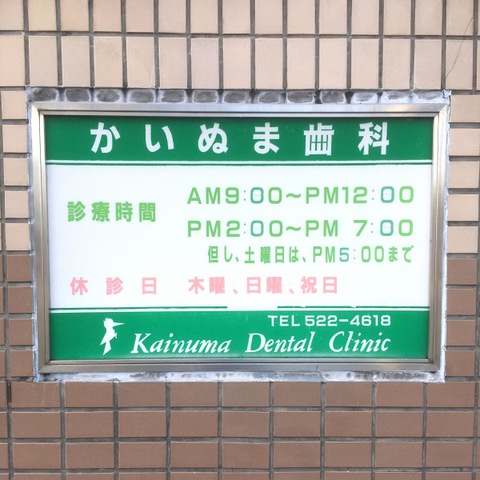 かいぬま歯科
診療時間 AM9:00～PM12:00
PM2:00～PM 7:00
但し、土曜日は、PM5:00まで
休診日 木曜、日曜、祝日
TEL 522-4618
Kainuma Dental Clinic